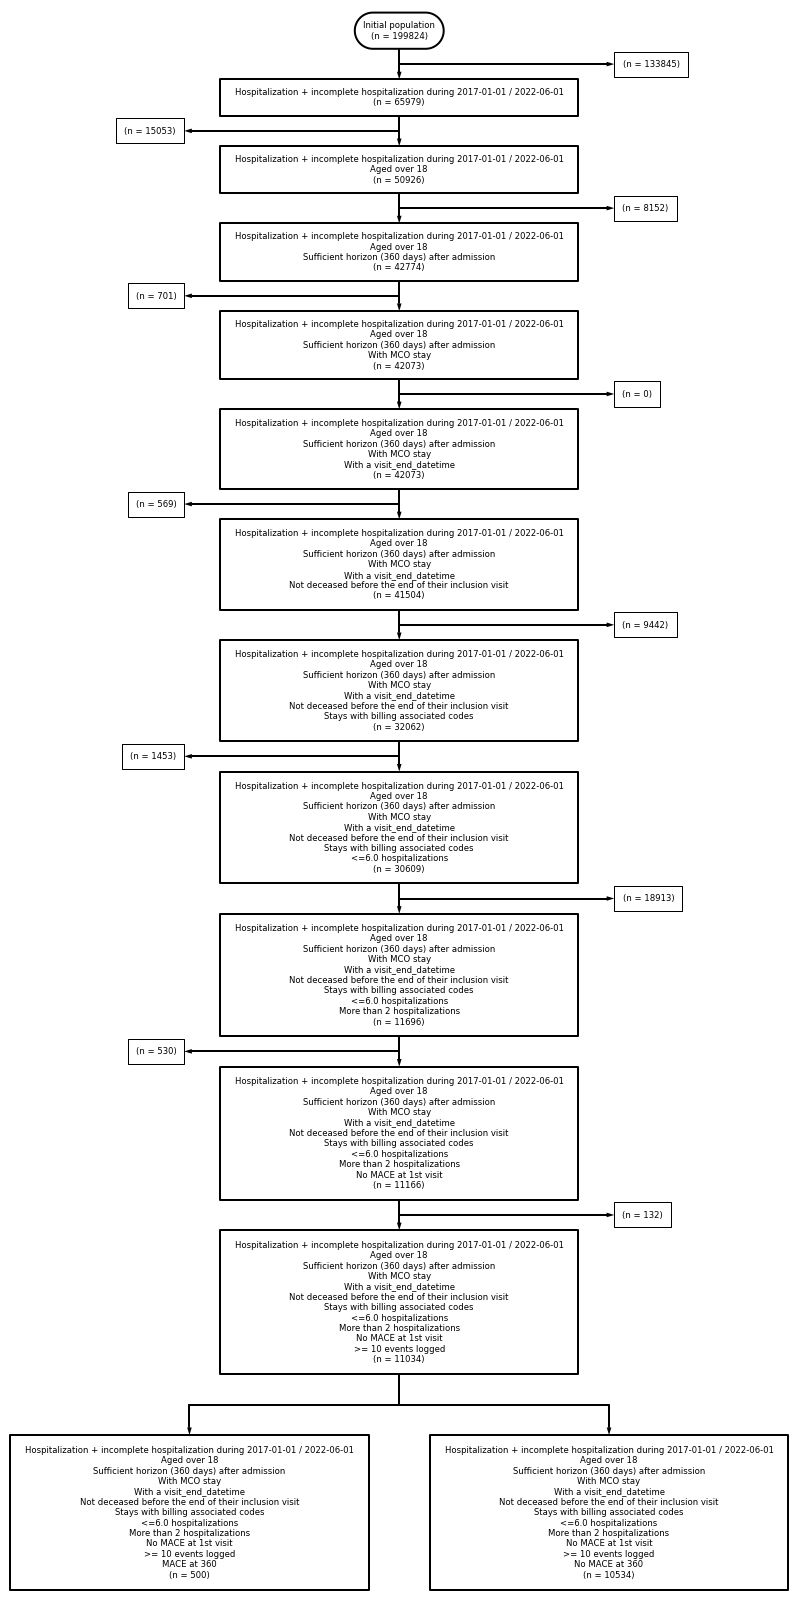 Initial population
(n = 199824)
(n = 133845)
Hospitalization + incomplete hospitalization during 2017-01-01 / 2022-06-01
(n = 65979)
(n = 15053)
Hospitalization + incomplete hospitalization during 2017-01-01 / 2022-06-01
Aged over 18
(n = 50926)
(n = 8152)
Hospitalization + incomplete hospitalization during 2017-01-01 / 2022-06-01
Aged over 18
Sufficient horizon (360 days) after admission
(n = 42774)
(n = 701)
Hospitalization + incomplete hospitalization during 2017-01-01 / 2022-06-01
Aged over 18
Sufficient horizon (360 days) after admission
With MCO stay
(n = 42073)
(n = 0)
Hospitalization + incomplete hospitalization during 2017-01-01 / 2022-06-01
Aged over 18
Sufficient horizon (360 days) after admission
With MCO stay
With a visit_end_datetime
(n = 42073)
(n = 569)
Hospitalization + incomplete hospitalization during 2017-01-01 / 2022-06-01
Aged over 18
Sufficient horizon (360 days) after admission
With MCO stay
With a visit_end_datetime
Not deceased before the end of their inclusion visit
(n = 41504)
(n = 9442)
Hospitalization + incomplete hospitalization during 2017-01-01 / 2022-06-01
Aged over 18
Sufficient horizon (360 days) after admission
With MCO stay
With a visit_end_datetime
Not deceased before the end of their inclusion visit
Stays with billing associated codes
(n = 32062)
(n = 1453)
Hospitalization + incomplete hospitalization during 2017-01-01 / 2022-06-01
Aged over 18
Sufficient horizon (360 days) after admission
With MCO stay
With a visit_end_datetime
Not deceased before the end of their inclusion visit
Stays with billing associated codes
<=6.0 hospitalizations
(n = 30609)
(n = 18913)
Hospitalization + incomplete hospitalization during 2017-01-01 / 2022-06-01
Aged over 18
Sufficient horizon (360 days) after admission
With MCO stay
With a visit_end_datetime
Not deceased before the end of their inclusion visit
Stays with billing associated codes
<=6.0 hospitalizations
More than 2 hospitalizations
(n = 11696)
(n = 530)
Hospitalization + incomplete hospitalization during 2017-01-01 / 2022-06-01
Aged over 18
Sufficient horizon (360 days) after admission
With MCO stay
With a visit_end_datetime
Not deceased before the end of their inclusion visit
Stays with billing associated codes
<=6.0 hospitalizations
More than 2 hospitalizations
No MACE at 1st visit
(n = 11166)
(n = 132)
Hospitalization + incomplete hospitalization during 2017-01-01 / 2022-06-01
Aged over 18
Sufficient horizon (360 days) after admission
With MCO stay
With a visit_end_datetime
Not deceased before the end of their inclusion visit
Stays with billing associated codes
<=6.0 hospitalizations
More than 2 hospitalizations
No MACE at 1st visit
>= 10 events logged
(n = 11034)
Hospitalization + incomplete hospitalization during 2017-01-01 / 2022-06-01
Aged over 18
Sufficient horizon (360 days) after admission
With MCO stay
With a visit_end_datetime
Not deceased before the end of their inclusion visit
Stays with billing associated codes
<=6.0 hospitalizations
More than 2 hospitalizations
No MACE at 1st visit
>= 10 events logged
MACE at 360
(n = 500)
Hospitalization + incomplete hospitalization during 2017-01-01 / 2022-06-01
Aged over 18
Sufficient horizon (360 days) after admission
With MCO stay
With a visit_end_datetime
Not deceased before the end of their inclusion visit
Stays with billing associated codes
<=6.0 hospitalizations
More than 2 hospitalizations
No MACE at 1st visit
>= 10 events logged
No MACE at 360
(n = 10534)